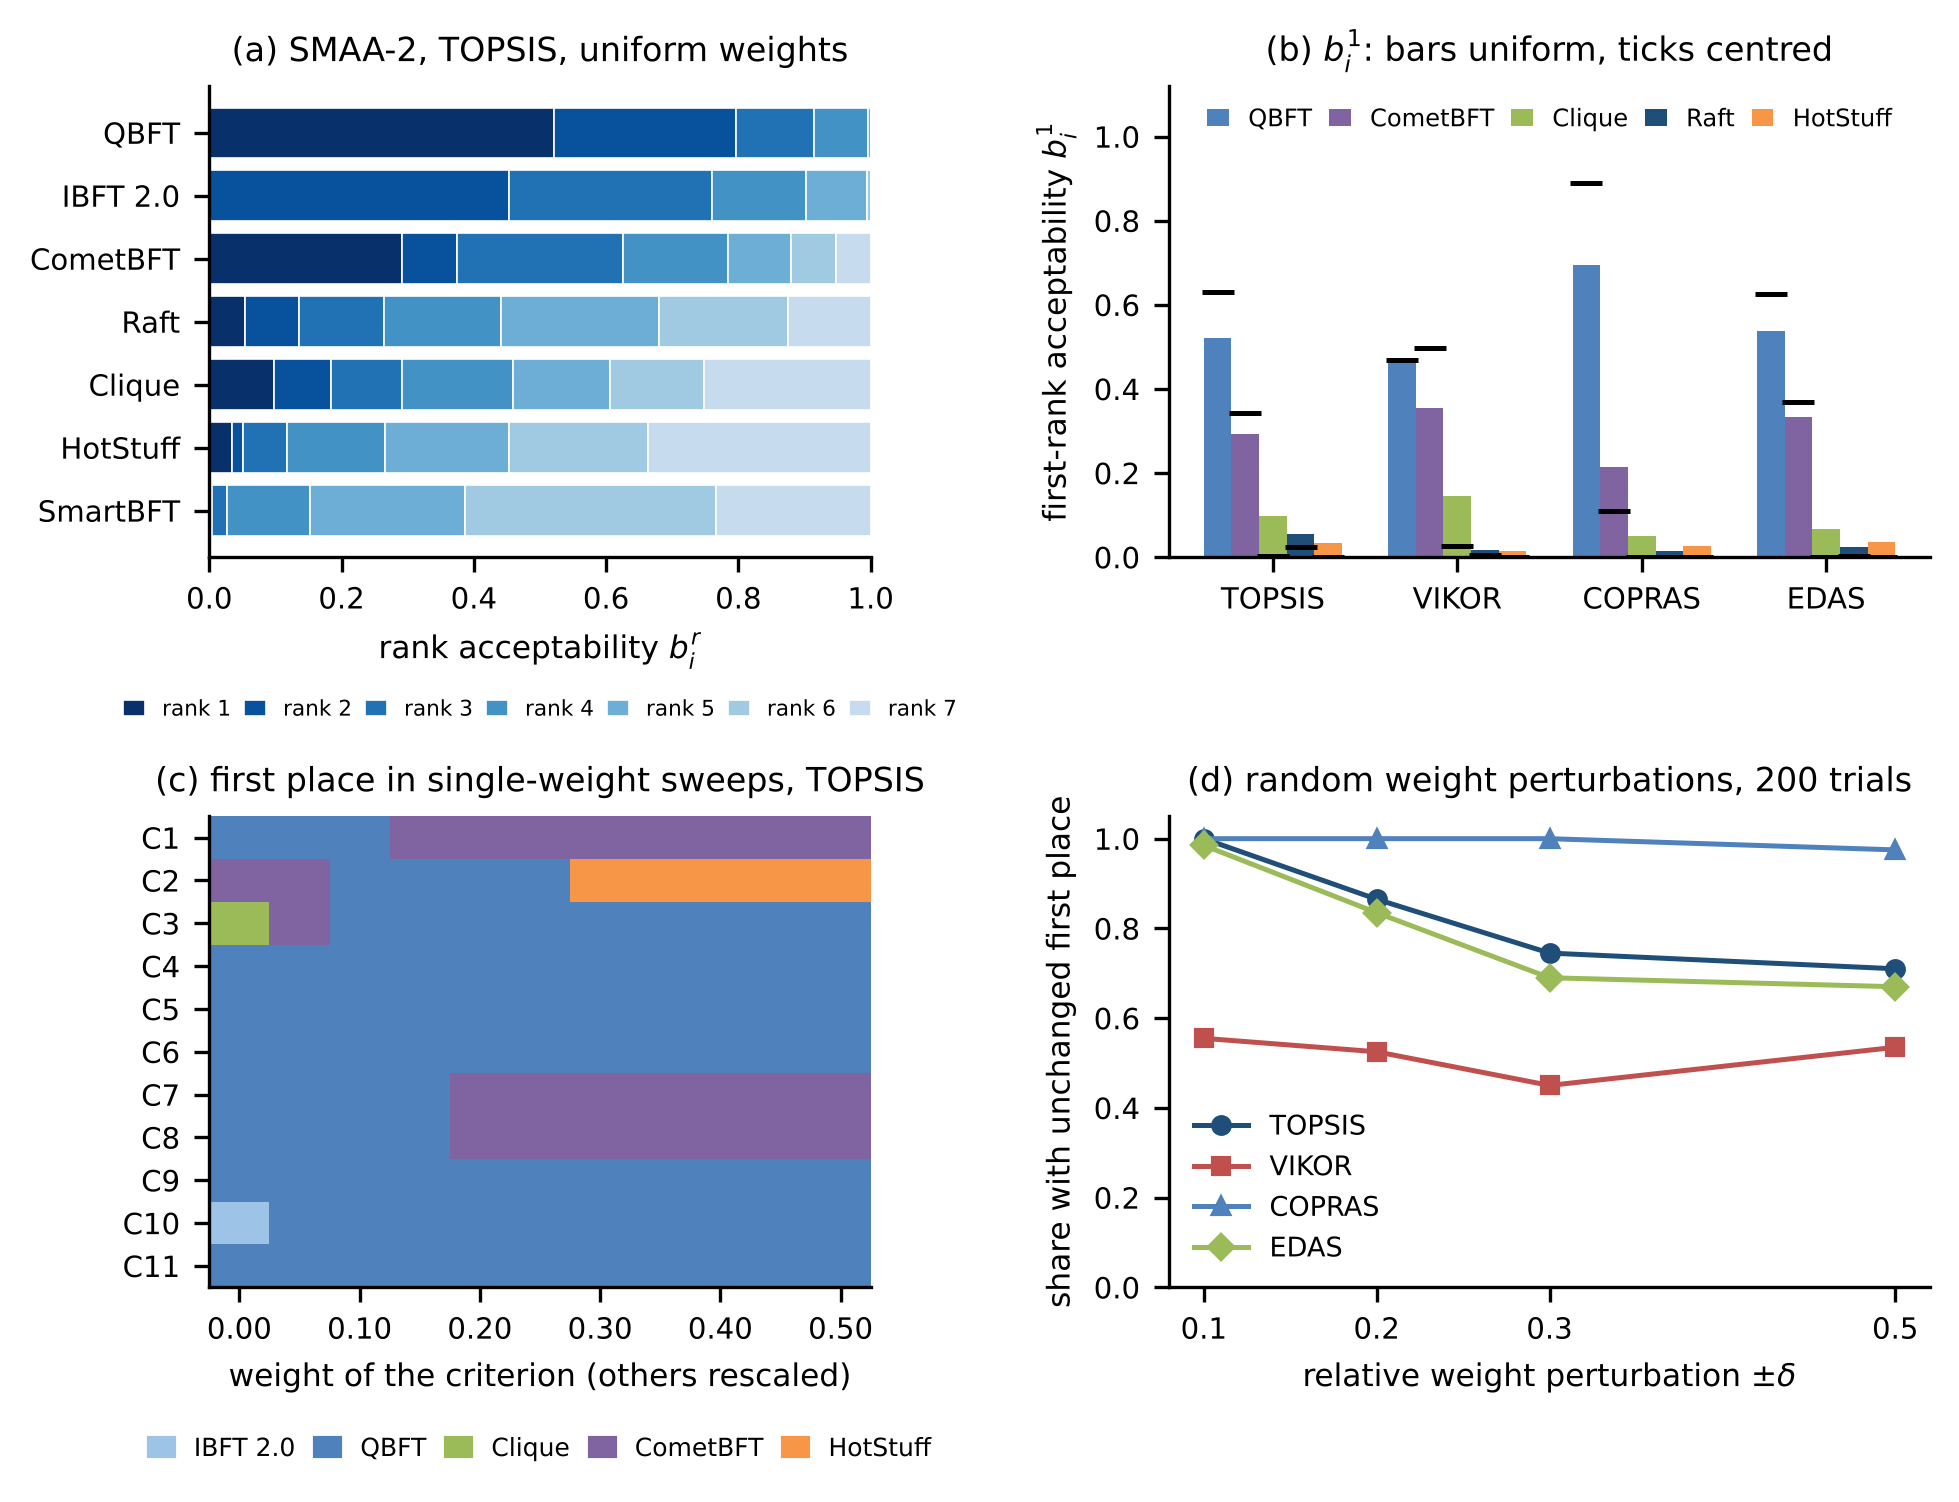 (a) SMAA-2, TOPSIS, uniform weights
QBFT
IBFT 2.0
CometBFT
Raft
Clique
HotStuff
SmartBFT
0.0 0.2 0.4 0.6 0.8 1.0
rank acceptability b_i^r
rank 1 rank 2 rank 3 rank 4 rank 5 rank 6 rank 7
(b) b_i^1: bars uniform, ticks centred
QBFT CometBFT Clique Raft HotStuff
first-rank acceptability b_i^1
1.0
0.8
0.6
0.4
0.2
0.0
TOPSIS VIKOR COPRAS EDAS
(c) first place in single-weight sweeps, TOPSIS
C1
C2
C3
C4
C5
C6
C7
C8
C9
C10
C11
0.00 0.10 0.20 0.30 0.40 0.50
weight of the criterion (others rescaled)
IBFT 2.0 QBFT Clique CometBFT HotStuff
(d) random weight perturbations, 200 trials
share with unchanged first place
1.0
0.8
0.6
0.4
0.2
0.0
TOPSIS
VIKOR
COPRAS
EDAS
0.1 0.2 0.3 0.5
relative weight perturbation ±δ